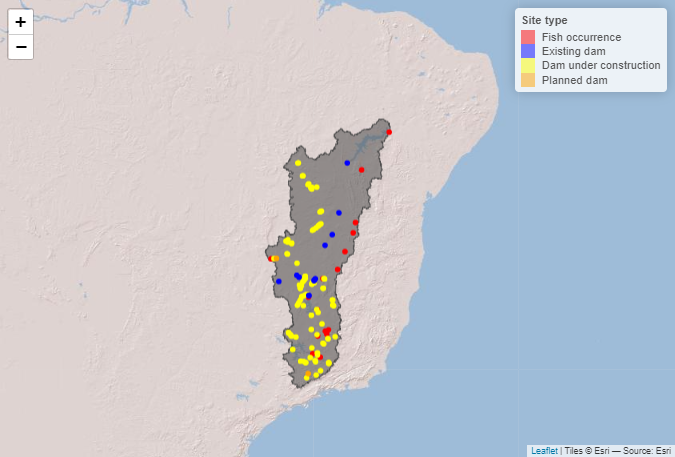 +
−
Site type
Fish occurrence
Existing dam
Dam under construction
Planned dam
Leaflet | Tiles © Esri — Source: Esri